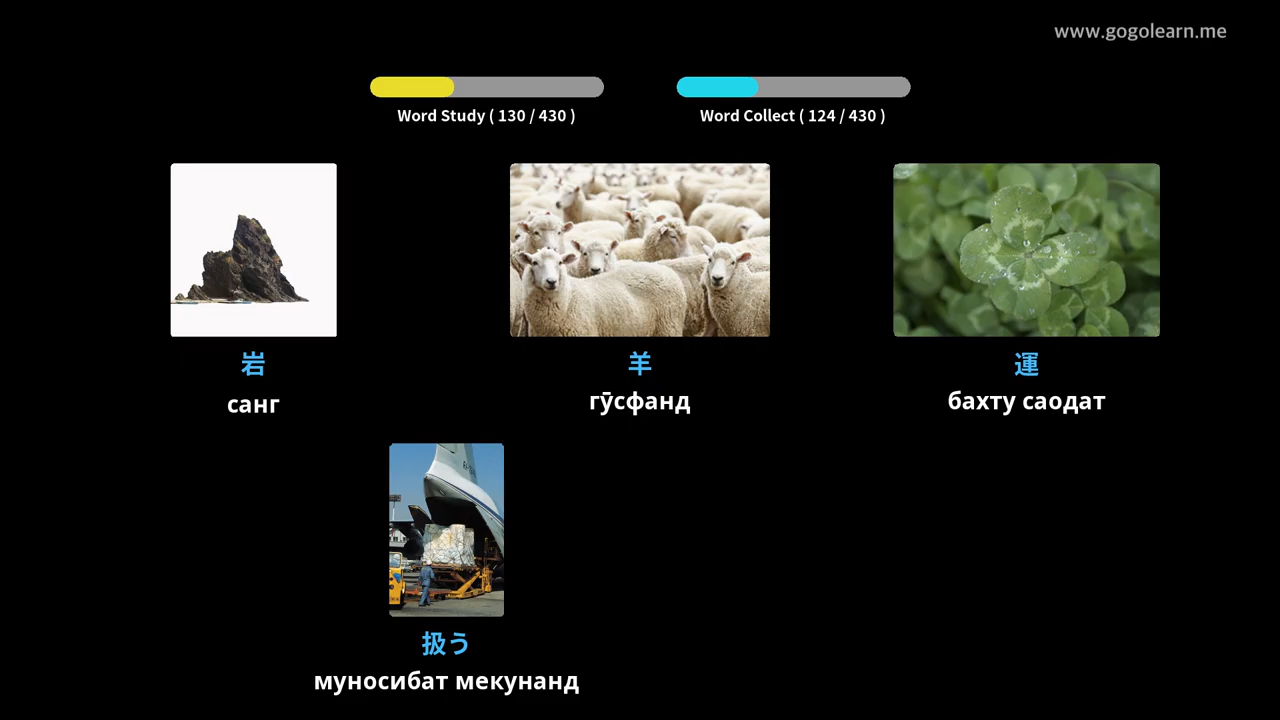 www.gogolearn.me
Word Study ( 130 / 430 )
Word Collect ( 124 / 430 )
岩
羊
運
санг
гӯсфанд
бахту саодат
扱う
муносибат мекунанд